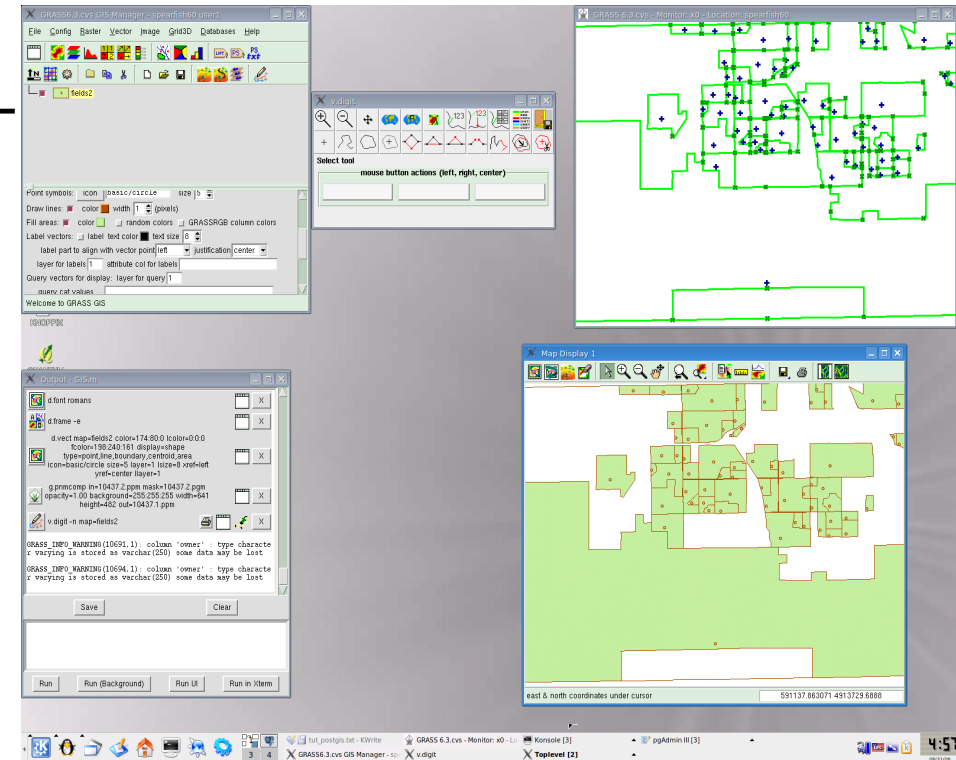 GRASS6.3.cvs GIS Manager - spearfish60 user1
File Config Raster Vector Image Grid3D Databases Help
fields2
Point symbols: icon basic/circle size 5
Draw lines: color width 1 (pixels)
Fill areas: color random colors GRASSRGB column colors
Label vectors: label text color text size 8
label part to align with vector point left justification center
layer for labels 1 attribute col for labels
Query vectors for display: layer for query 1
query cat values
Welcome to GRASS GIS
v.digit
Select tool
mouse button actions (left, right, center)
GRASS 6.3.cvs - Monitor: x0 - Location: spearfish60
KNOPPIX
Output - GIS.m
d.font romans
X
d.frame -e
X
d.vect map=fields2 color=174:80:0 lcolor=0:0:0
fcolor=198:240:161 display=shape
type=point,line,boundary,centroid,area
icon=basic/circle size=5 layer=1 lsize=8 xref=left
yref=center llayer=1
X
g.pnmcomp in=10437.2.ppm mask=10437.2.pgm
opacity=1.00 background=255:255:255 width=641
height=482 out=10437.1.ppm
X
v.digit -n map=fields2
X
GRASS_INFO_WARNING(10691,1): column 'owner' : type characte
r varying is stored as varchar(250) some data may be lost
GRASS_INFO_WARNING(10694,1): column 'owner' : type characte
r varying is stored as varchar(250) some data may be lost
Save Clear
Run Run (Background) Run UI Run in Xterm
Map Display 1
east & north coordinates under cursor 591137.863071 4913729.6888
3 4
tut_postgis.txt - KWrite GRASS 6.3.cvs - Monitor: x0 - Lo Konsole [3] pgAdmin III [3]
GRASS6.3.cvs GIS Manager - spe v.digit Toplevel [2]
4:57